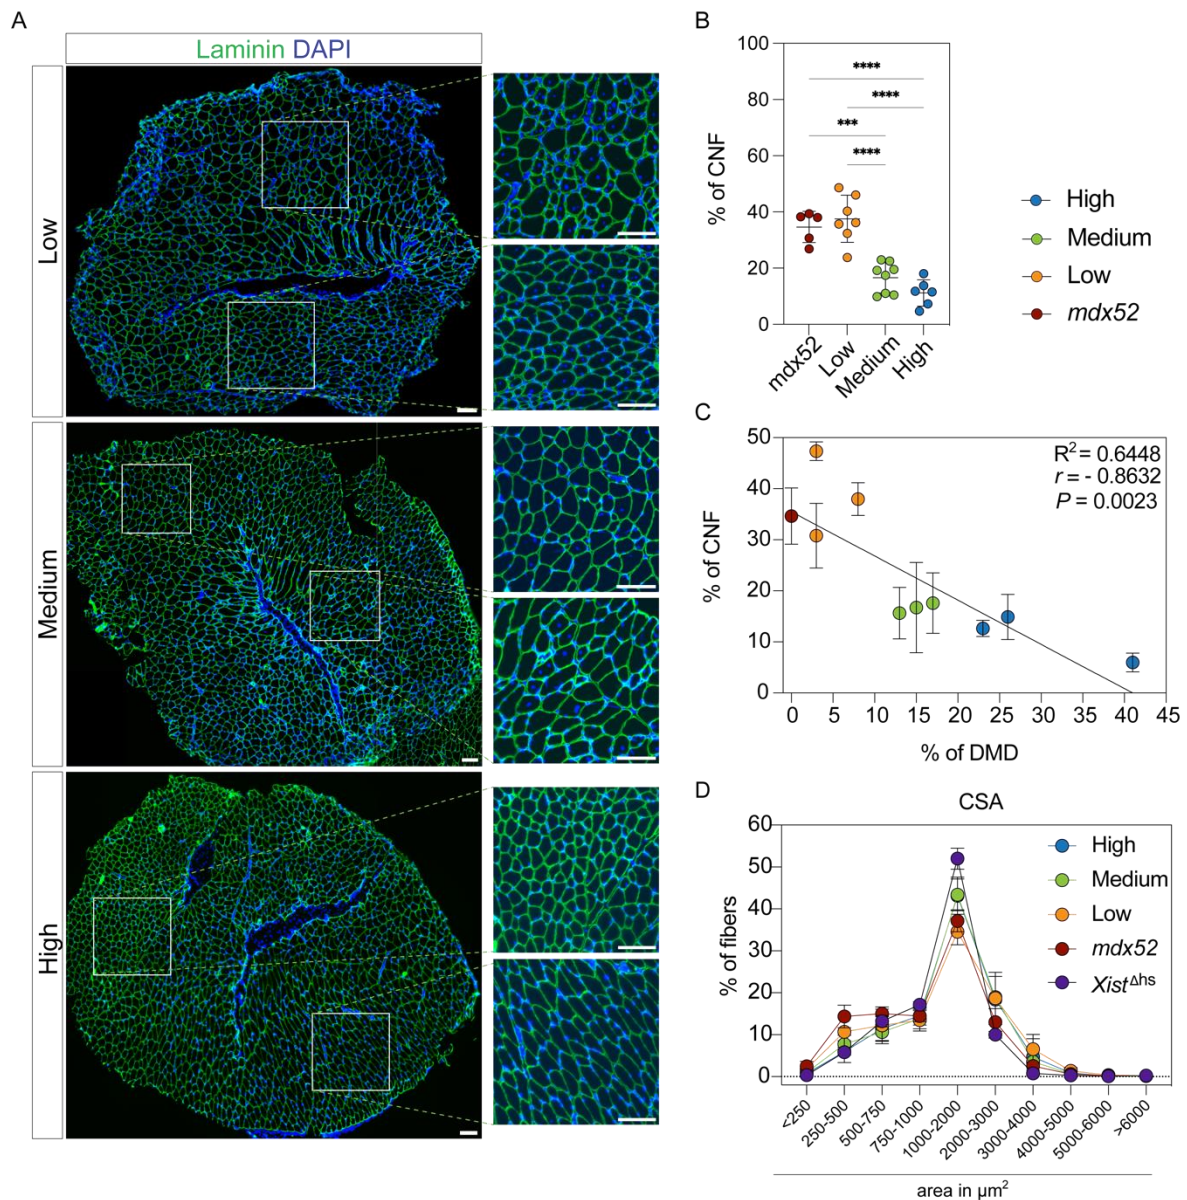 A
Laminin DAPI
Low
Medium
High
B
% of CNF
100
80
60
40
20
0
****
****
***
****
mdx52
Low
Medium
High
High
Medium
Low
mdx52
C
% of CNF
50
40
30
20
10
0
R² = 0.6448
r = - 0.8632
P = 0.0023
0 5 10 15 20 25 30 35 40 45
% of DMD
D
CSA
% of fibers
60
50
40
30
20
10
0
High
Medium
Low
mdx52
Xist^Δhs
<250
250-500
500-750
750-1000
1000-2000
2000-3000
3000-4000
4000-5000
5000-6000
>6000
area in µm²